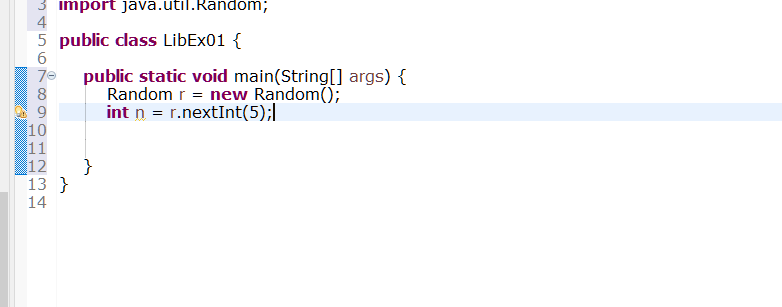 3 import java.util.Random;
4
5 public class LibEx01 {
6
7 public static void main(String[] args) {
8 Random r = new Random();
9 int n = r.nextInt(5);
10
11
12 }
13 }
14